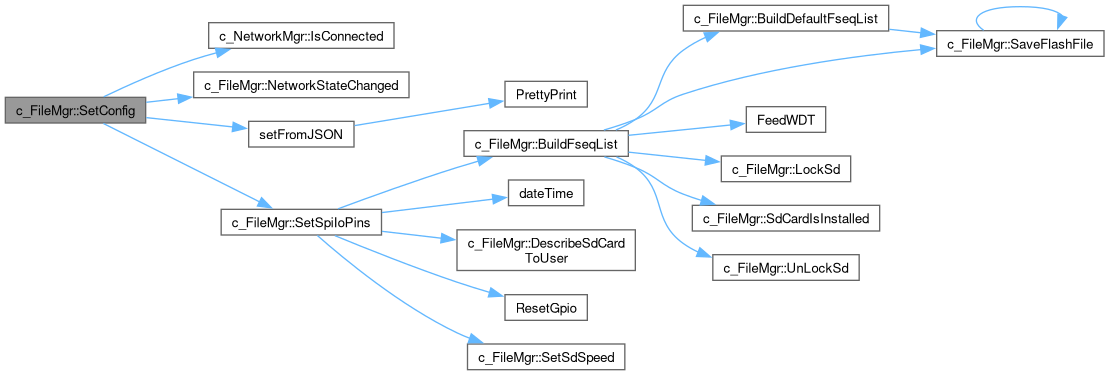 c_FileMgr::SetConfig
c_NetworkMgr::IsConnected
c_FileMgr::NetworkStateChanged
setFromJSON
c_FileMgr::SetSpiIoPins
PrettyPrint
c_FileMgr::BuildFseqList
dateTime
c_FileMgr::DescribeSdCard
ToUser
ResetGpio
c_FileMgr::SetSdSpeed
c_FileMgr::BuildDefaultFseqList
FeedWDT
c_FileMgr::LockSd
c_FileMgr::SdCardIsInstalled
c_FileMgr::UnLockSd
c_FileMgr::SaveFlashFile